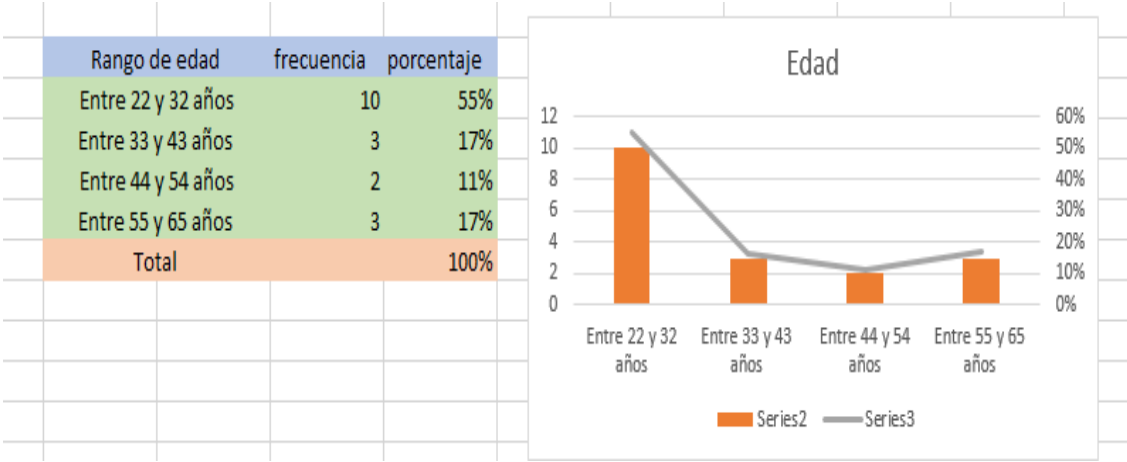 Rango de edad frecuencia porcentaje
Entre 22 y 32 años 10 55%
Entre 33 y 43 años 3 17%
Entre 44 y 54 años 2 11%
Entre 55 y 65 años 3 17%
Total 100%
Edad
12 60%
10 50%
8 40%
6 30%
4 20%
2 10%
0 0%
Entre 22 y 32 Entre 33 y 43 Entre 44 y 54 Entre 55 y 65
años años años años
Series2 Series3